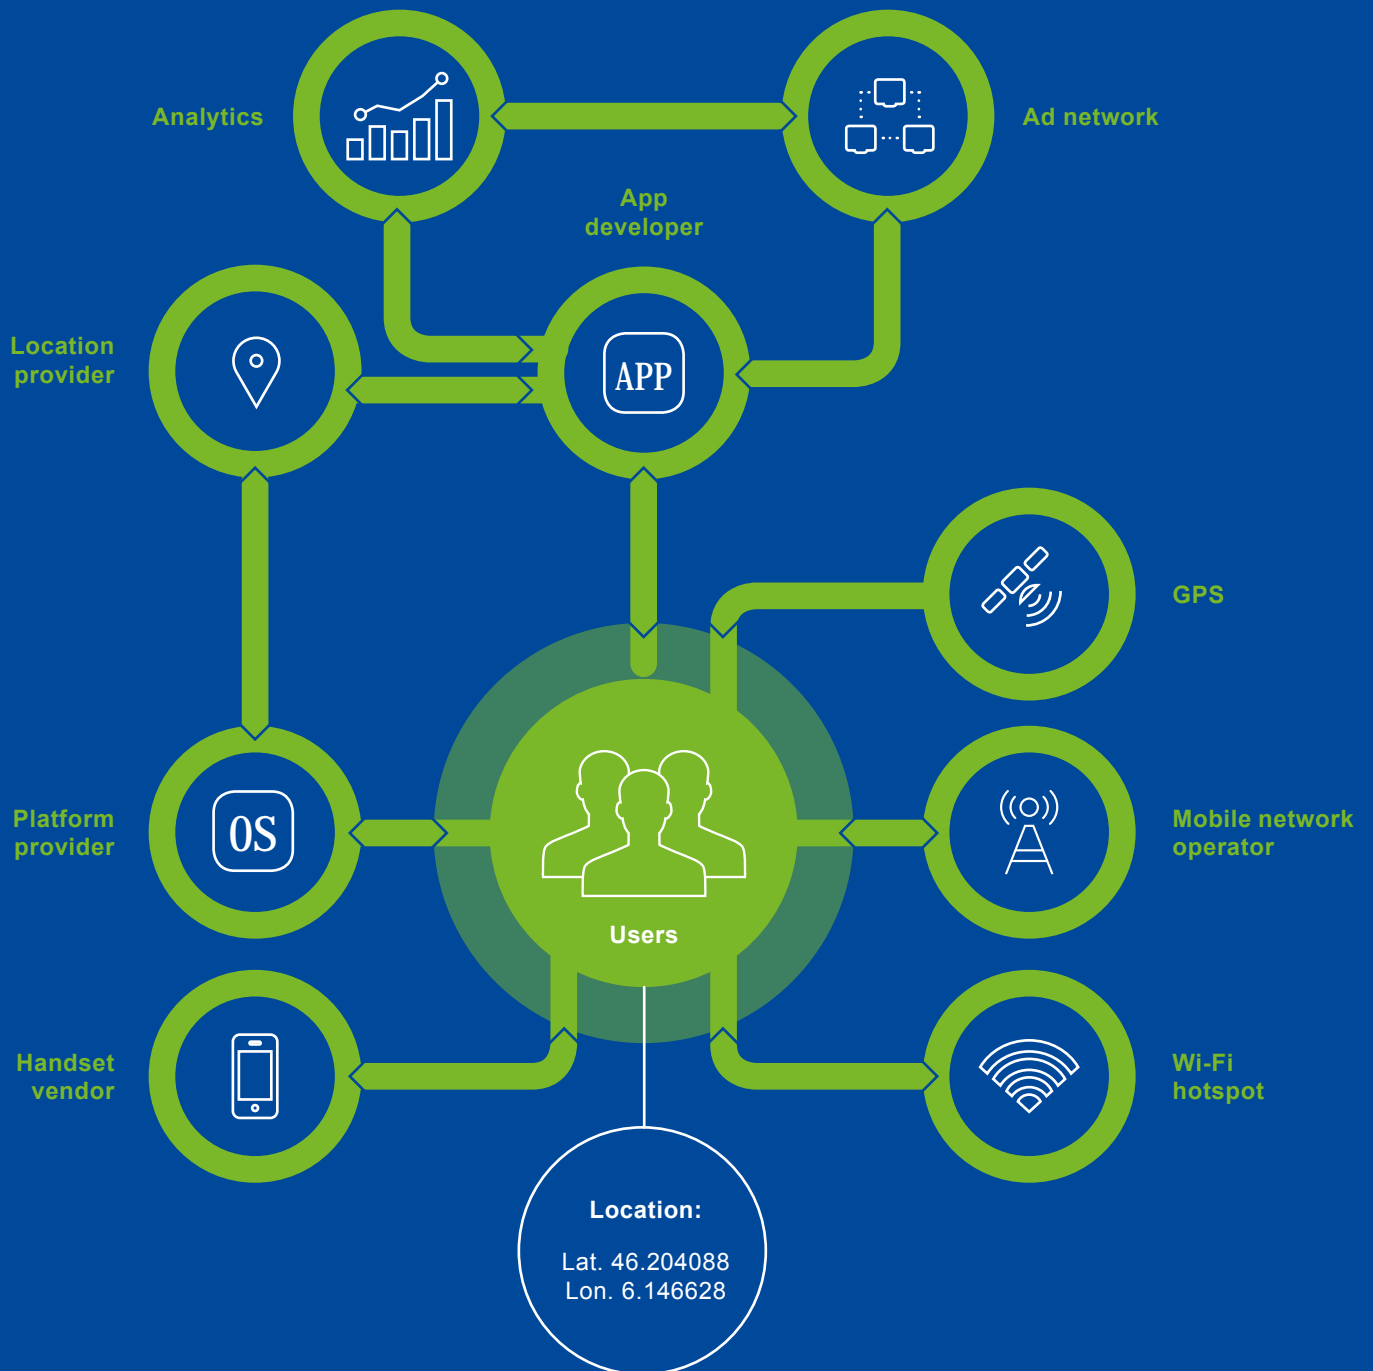 Analytics
Ad network
App
developer
Location
provider
APP
GPS
Platform
provider
OS
Mobile network
operator
Users
Handset
vendor
Wi-Fi
hotspot
Location:
Lat. 46.204088
Lon. 6.146628